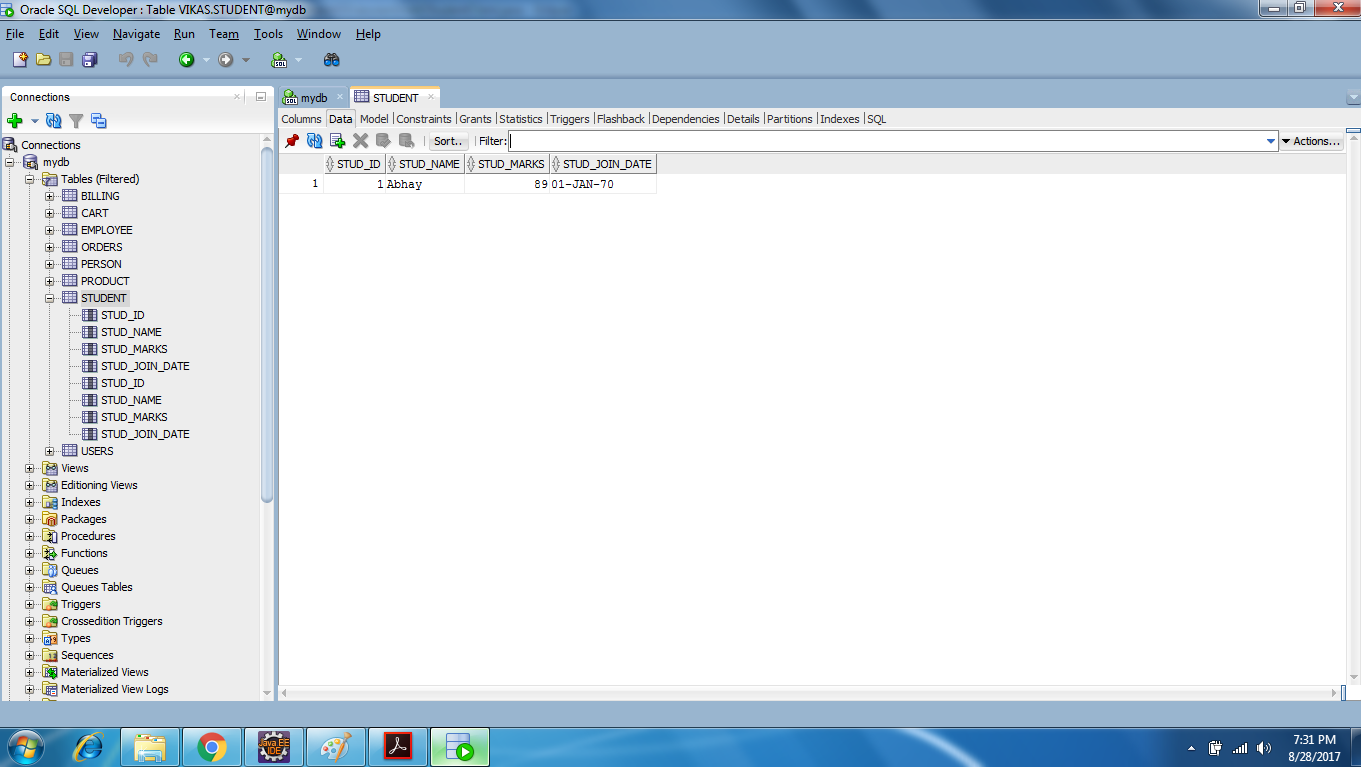 Oracle SQL Developer : Table VIKAS.STUDENT@mydb
File Edit View Navigate Run Team Tools Window Help
Connections
mydb
STUDENT
Columns Data Model Constraints Grants Statistics Triggers Flashback Dependencies Details Partitions Indexes SQL
Sort.. Filter: Actions...
STUD_ID STUD_NAME STUD_MARKS STUD_JOIN_DATE
1 1 Abhay 89 01-JAN-70
Connections
mydb
Tables (Filtered)
BILLING
CART
EMPLOYEE
ORDERS
PERSON
PRODUCT
STUDENT
STUD_ID
STUD_NAME
STUD_MARKS
STUD_JOIN_DATE
STUD_ID
STUD_NAME
STUD_MARKS
STUD_JOIN_DATE
USERS
Views
Editioning Views
Indexes
Packages
Procedures
Functions
Queues
Queues Tables
Triggers
Crossedition Triggers
Types
Sequences
Materialized Views
Materialized View Logs
Java EE
IDE
7:31 PM
8/28/2017